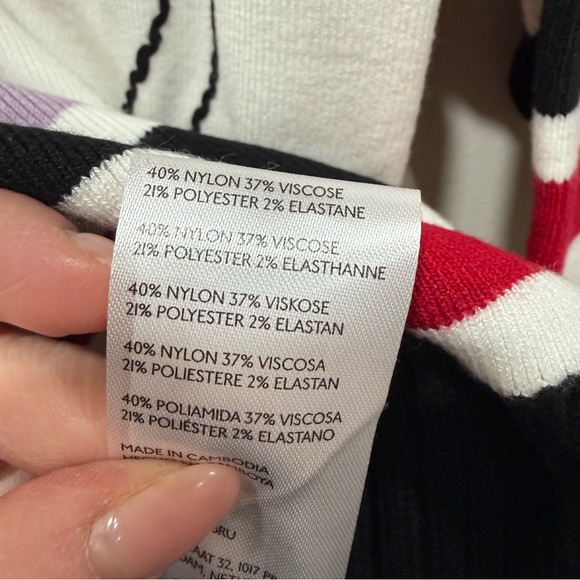 40% NYLON 37% VISCOSE
21% POLYESTER 2% ELASTANE
40% NYLON 37% VISCOSE
21% POLYESTER 2% ELASTHANNE
40% NYLON 37% VISKOSE
21% POLYESTER 2% ELASTAN
40% NYLON 37% VISCOSA
21% POLIESTERE 2% ELASTAN
40% POLIAMIDA 37% VISCOSA
21% POLIÉSTER 2% ELASTANO
MADE IN CAMBODIA
32, 1017